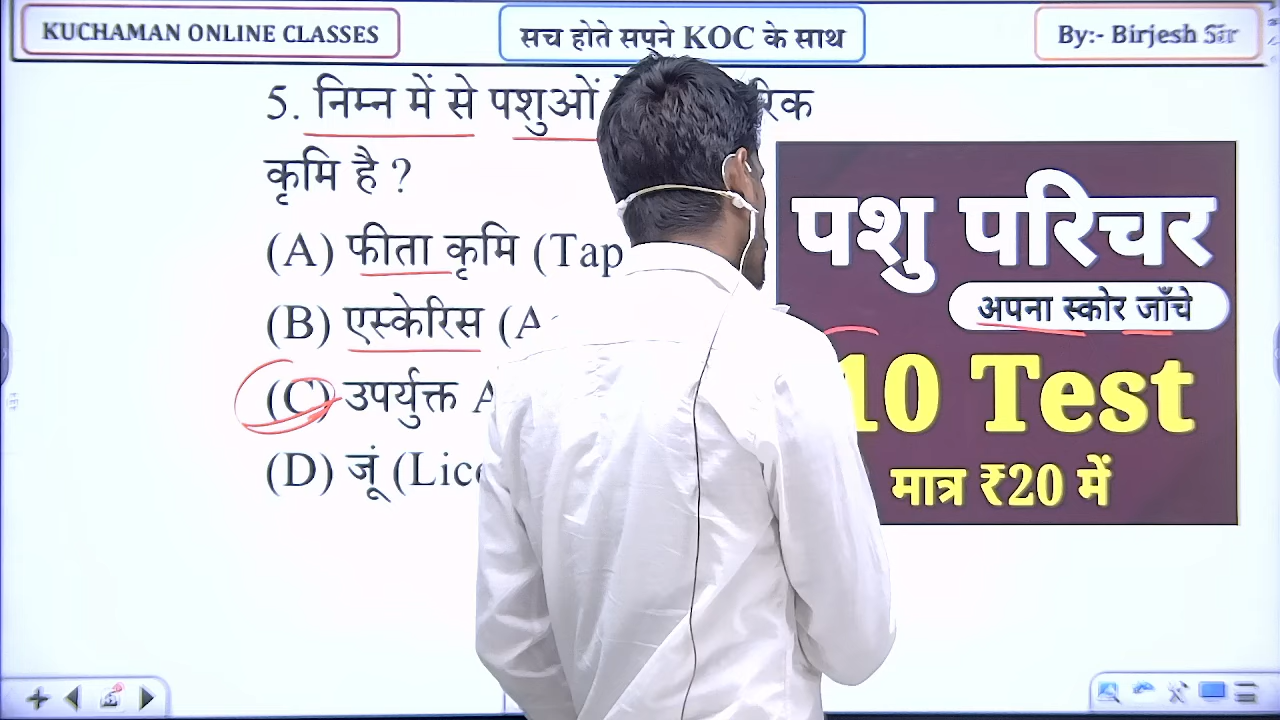 KUCHAMAN ONLINE CLASSES
सच होते सपने KOC के साथ
By:- Birjesh Sir
5. निम्न में से पशुओं
कृमि है ?
(A) फीता कृमि (Tap
(B) एस्केरिस (A
(C) उपर्युक्त A
(D) जूं (Lic
पशु परिचर
अपना स्कोर जाँचे
10 Test
मात्र ₹20 में